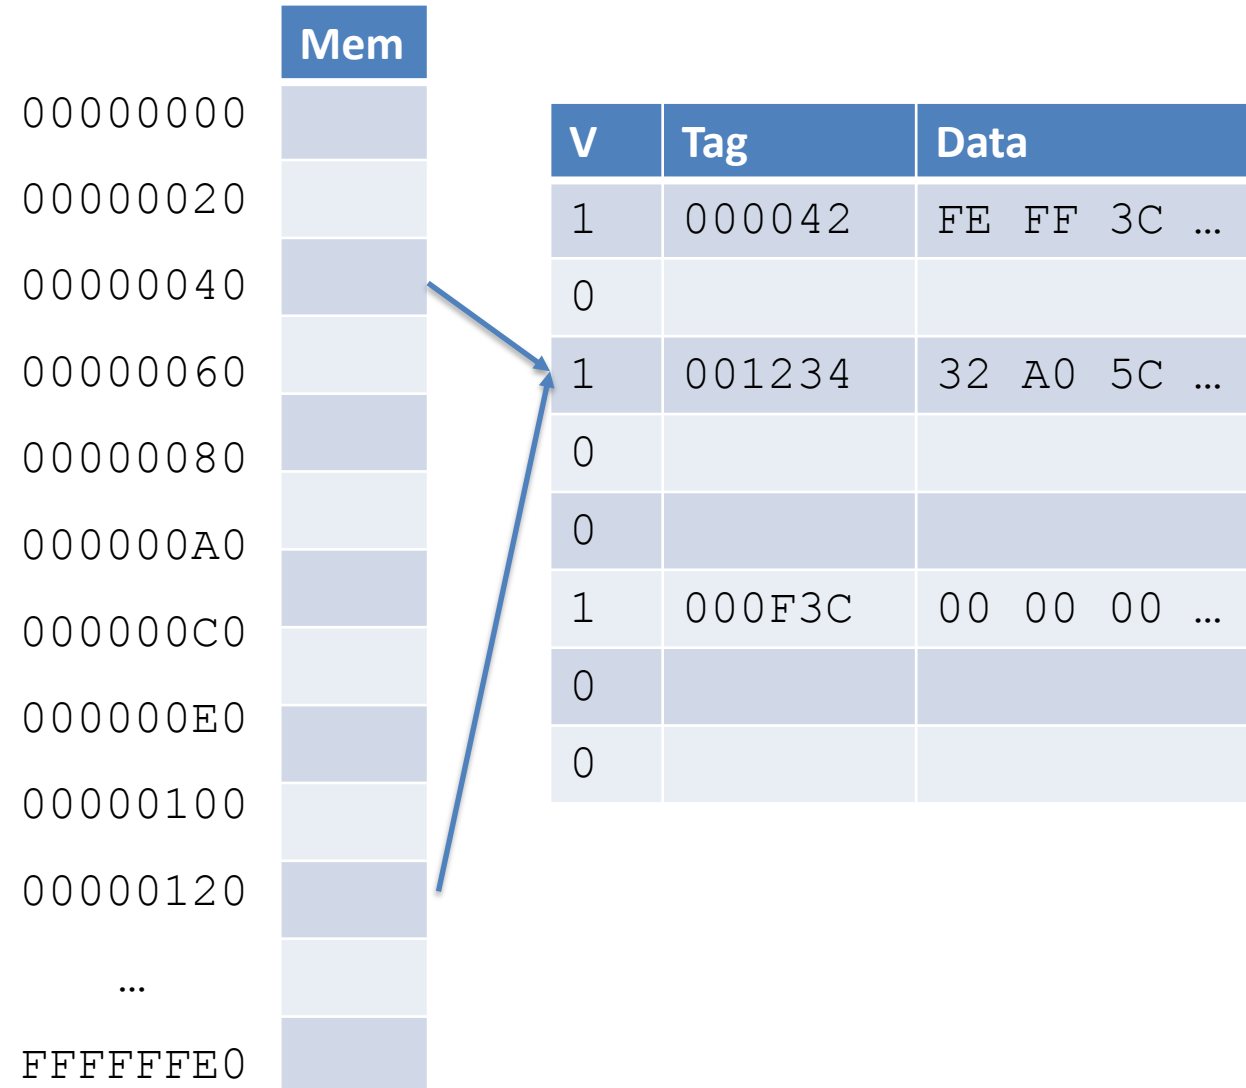 Mem
00000000
00000020
00000040
00000060
00000080
000000A0
000000C0
000000E0
00000100
00000120
…
FFFFFFE0
V Tag Data
1 000042 FE FF 3C …
0
1 001234 32 A0 5C …
0
0
1 000F3C 00 00 00 …
0
0